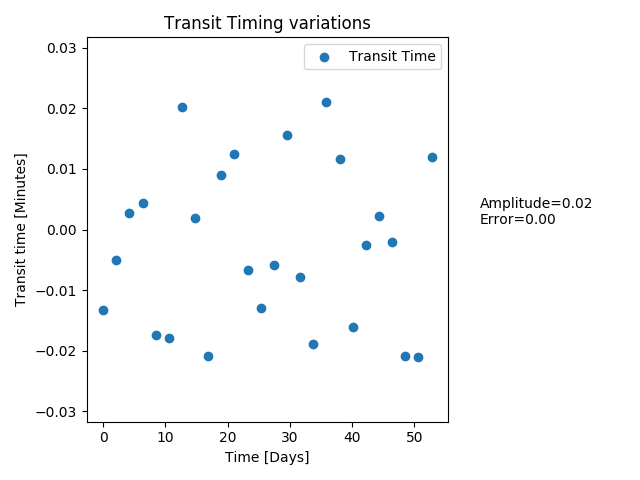 Transit Timing variations
Transit Time
0.03
0.02
0.01
0.00
−0.01
−0.02
−0.03
Transit time [Minutes]
Amplitude=0.02
Error=0.00
0 10 20 30 40 50
Time [Days]